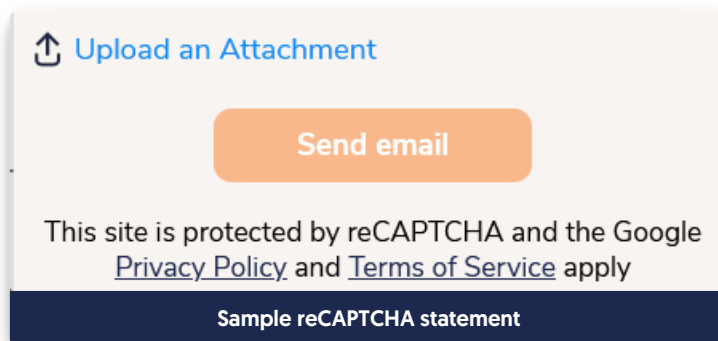 Upload an Attachment
Send email
This site is protected by reCAPTCHA and the Google
Privacy Policy and Terms of Service apply
Sample reCAPTCHA statement